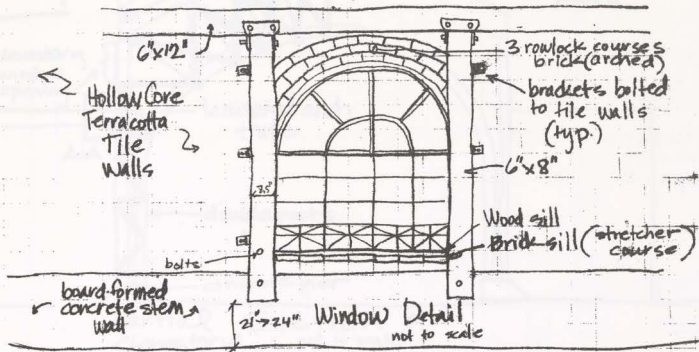 6"x12"
3 rowlock courses
brick (arched)
brackets bolted
to tile walls
(typ.)
Hollow Core
Terracotta
Tile
Walls
6"x8"
7.5"
Wood sill
Brick sill (stretcher
course)
bolts
board-formed
concrete stem
wall
21"→24"
Window Detail
not to scale